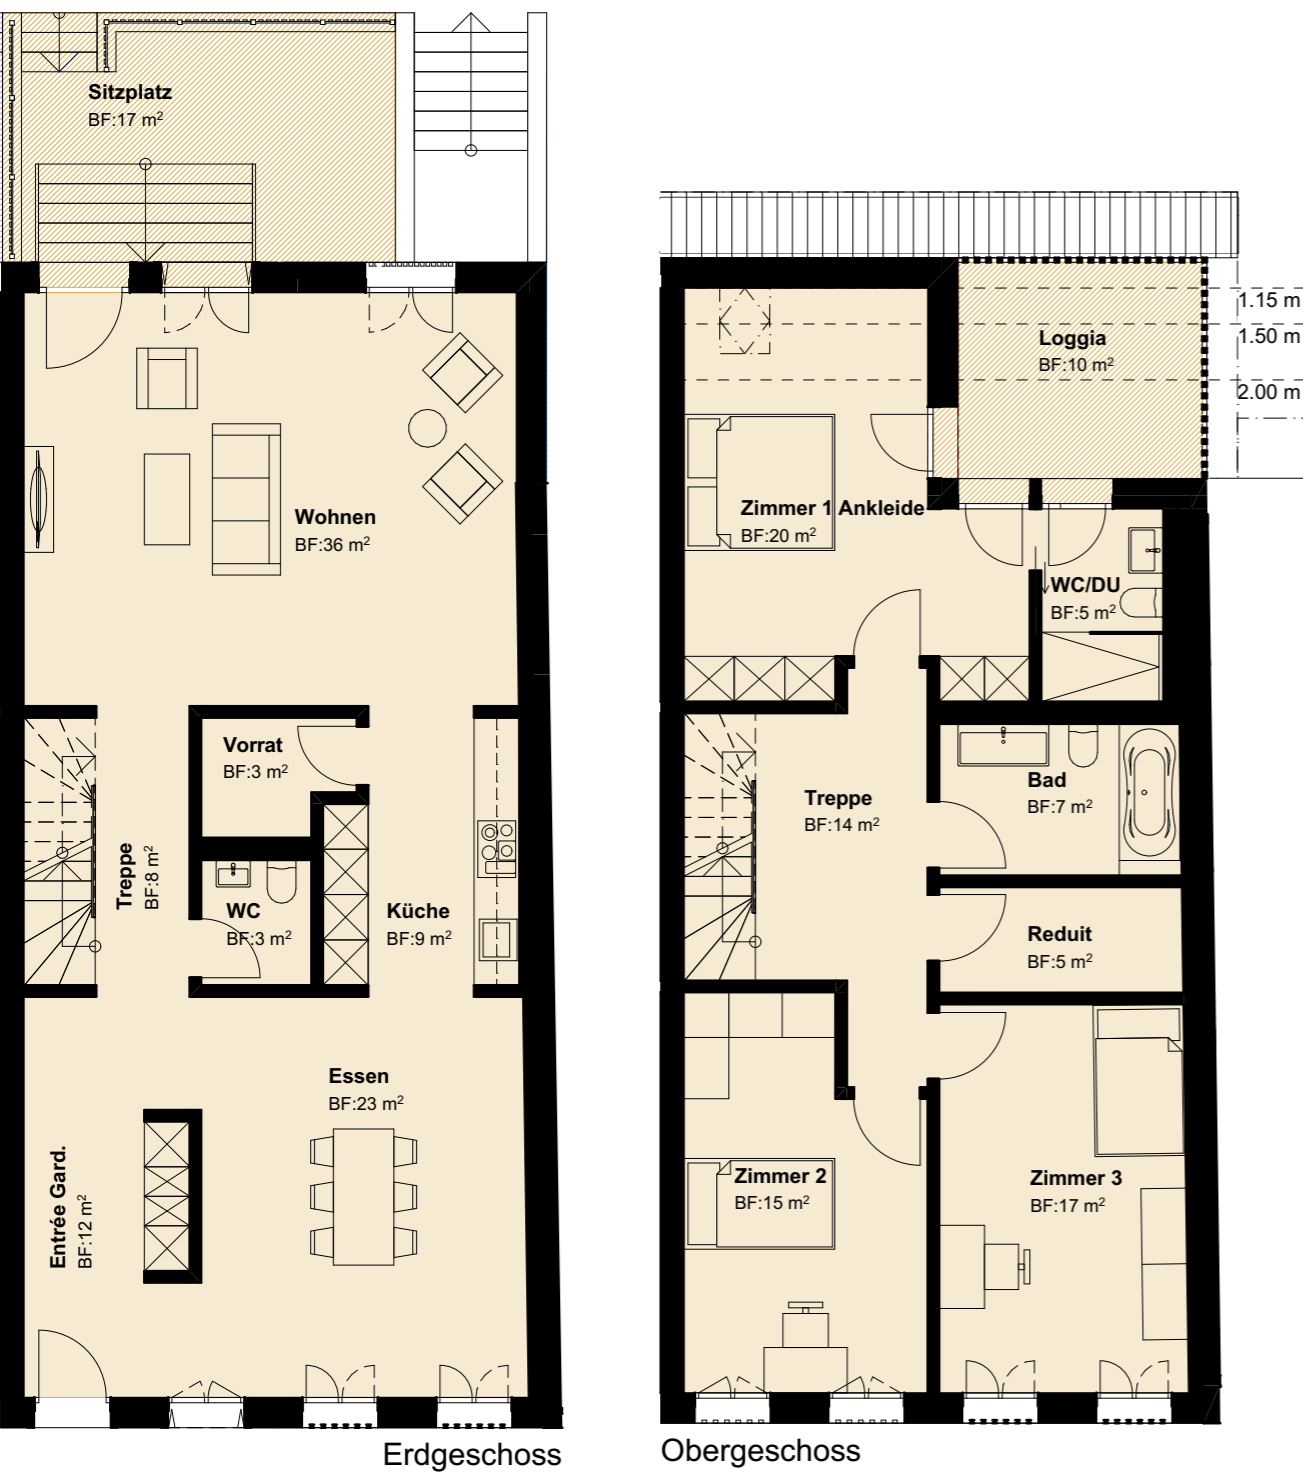 Sitzplatz
BF:17 m²
Wohnen
BF:36 m²
Vorrat
BF:3 m²
Treppe
BF:8 m²
WC
BF:3 m²
Küche
BF:9 m²
Essen
BF:23 m²
Entrée Gard.
BF:12 m²
Erdgeschoss
1.15 m
1.50 m
2.00 m
Loggia
BF:10 m²
Zimmer 1 Ankleide
BF:20 m²
WC/DU
BF:5 m²
Treppe
BF:14 m²
Bad
BF:7 m²
Reduit
BF:5 m²
Zimmer 2
BF:15 m²
Zimmer 3
BF:17 m²
Obergeschoss